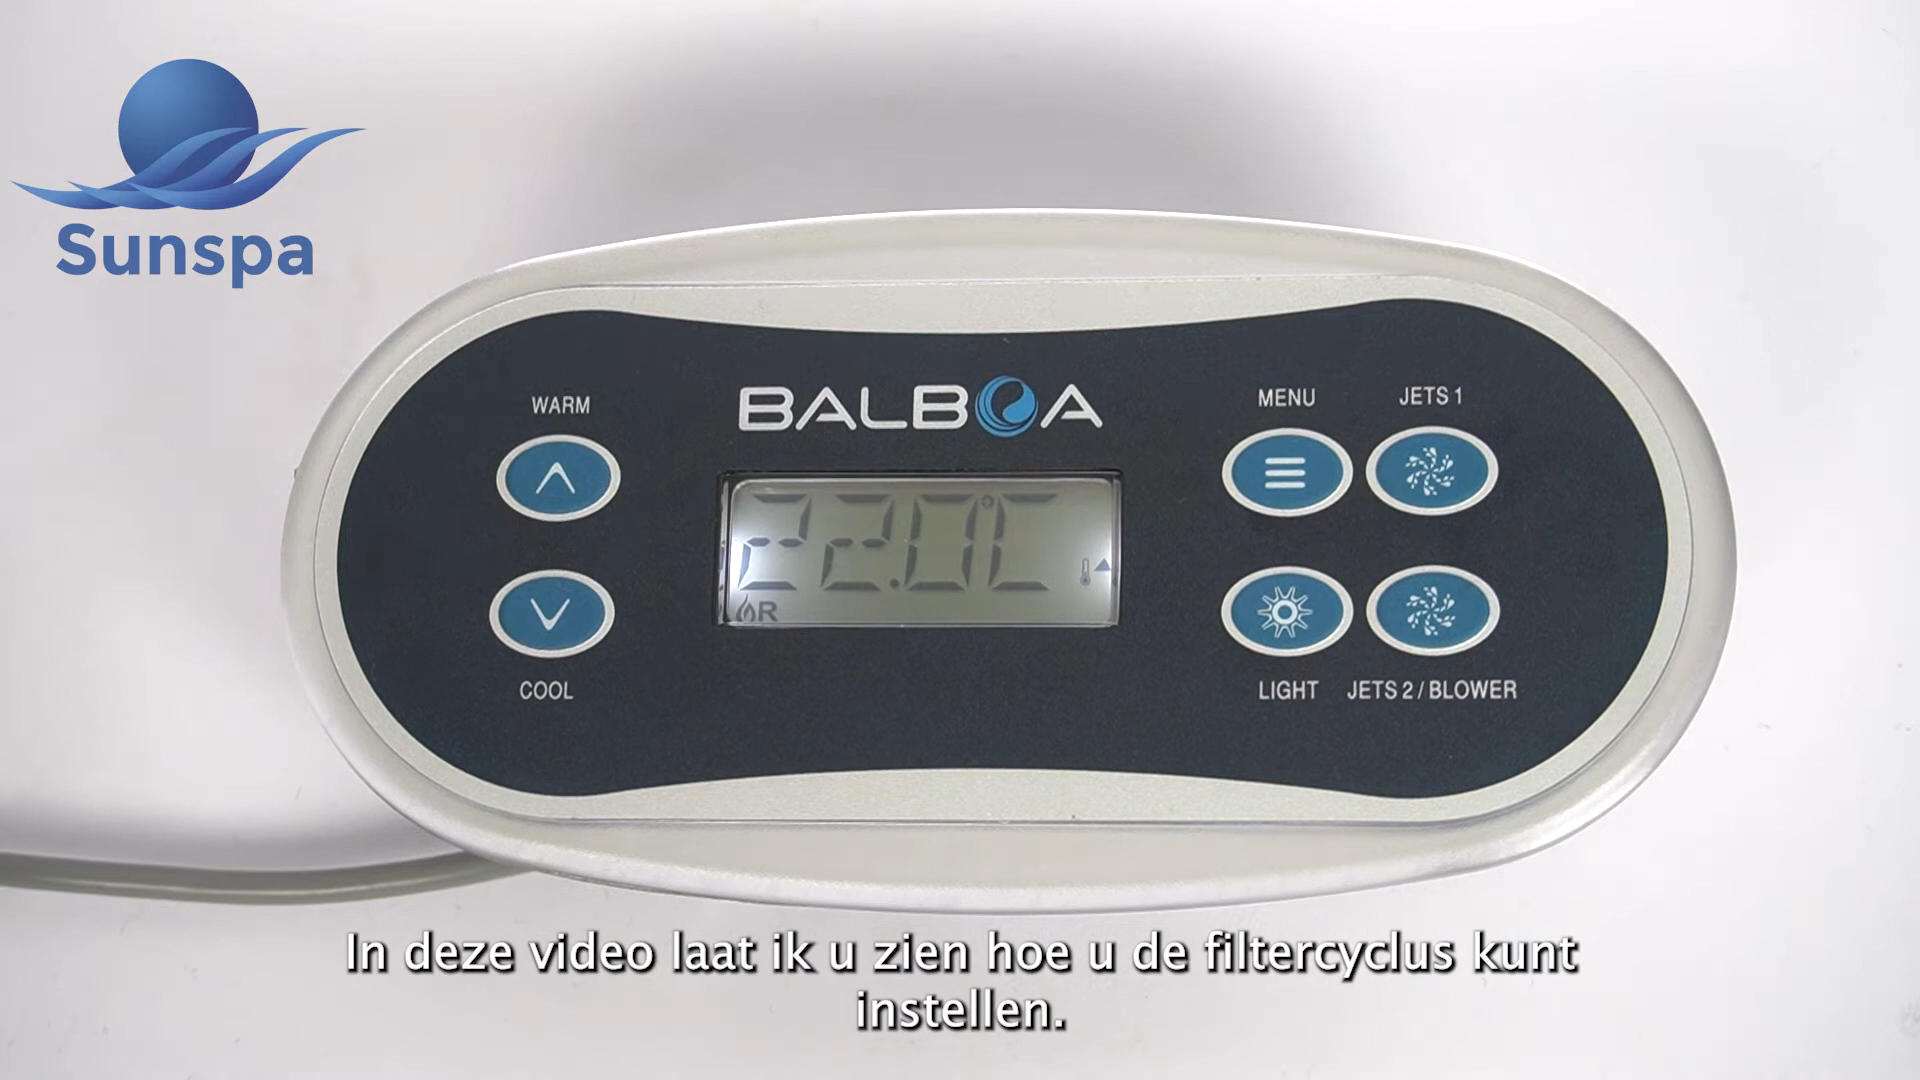 Sunspa
BALBOA
WARM
MENU
JETS 1
22.0°C
R
COOL
LIGHT
JETS 2 / BLOWER
In deze video laat ik u zien hoe u de filtercyclus kunt
instellen.